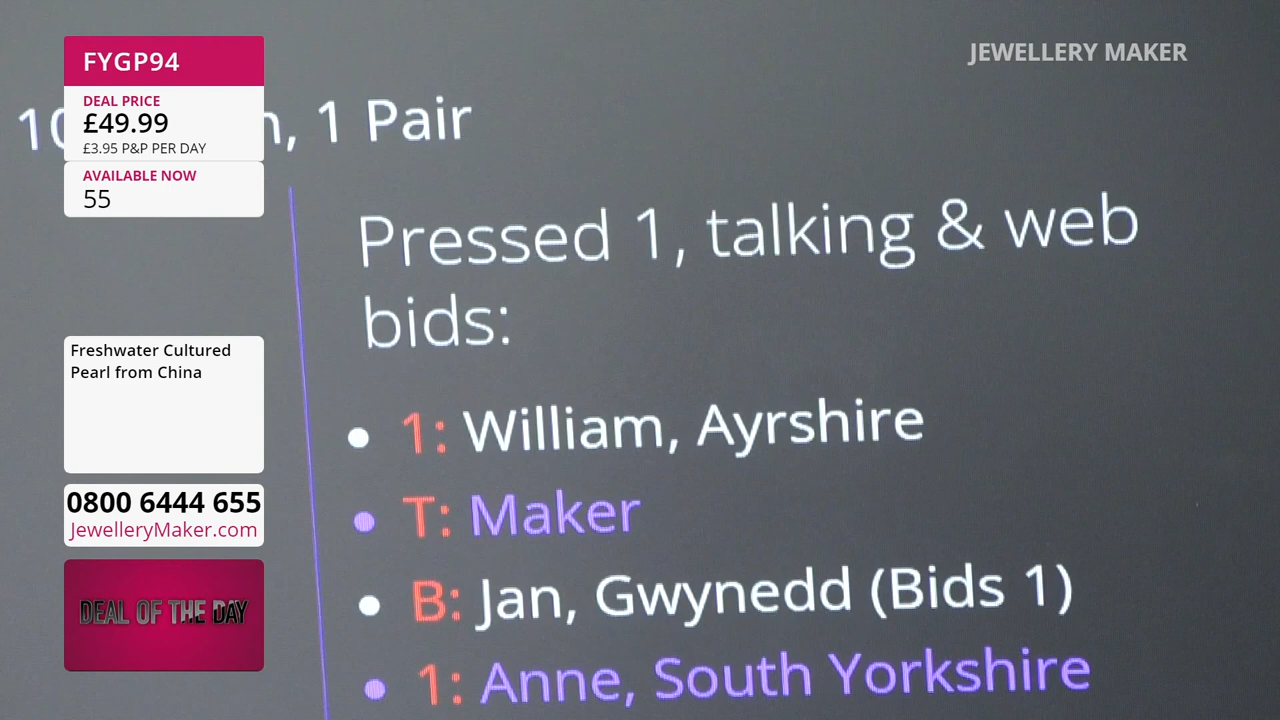 FYGP94
DEAL PRICE
£49.99
£3.95 P&P PER DAY
AVAILABLE NOW
55
Freshwater Cultured
Pearl from China
0800 6444 655
JewelleryMaker.com
DEAL OF THE DAY
JEWELLERY MAKER
1 Pair
Pressed 1, talking & web
bids:
• 1: William, Ayrshire
• T: Maker
• B: Jan, Gwynedd (Bids 1)
• 1: Anne, South Yorkshire